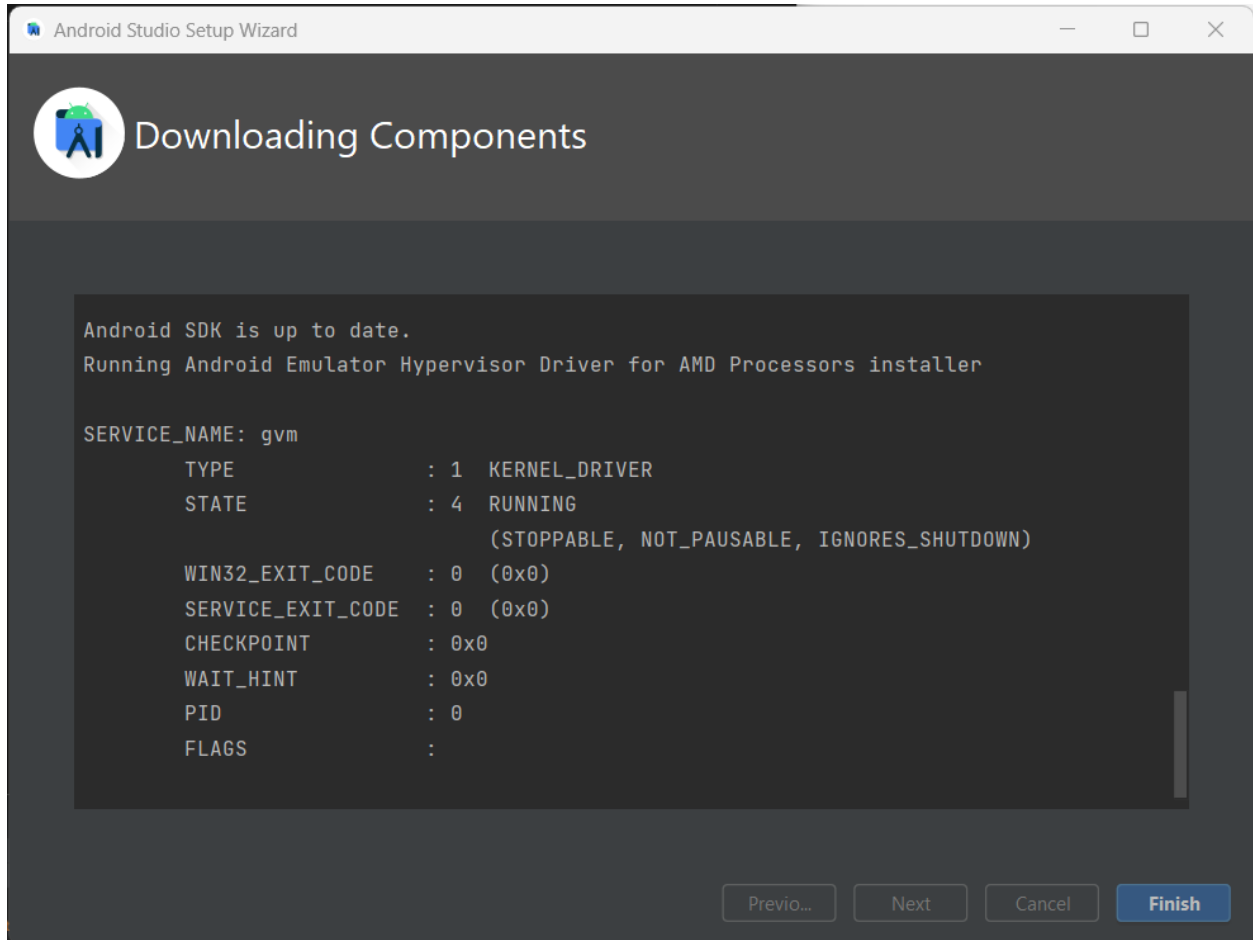 Android Studio Setup Wizard
Downloading Components
Android SDK is up to date.
Running Android Emulator Hypervisor Driver for AMD Processors installer
SERVICE_NAME: gvm
TYPE : 1 KERNEL_DRIVER
STATE : 4 RUNNING
(STOPPABLE, NOT_PAUSABLE, IGNORES_SHUTDOWN)
WIN32_EXIT_CODE : 0 (0x0)
SERVICE_EXIT_CODE : 0 (0x0)
CHECKPOINT : 0x0
WAIT_HINT : 0x0
PID : 0
FLAGS :
Previo... Next Cancel Finish